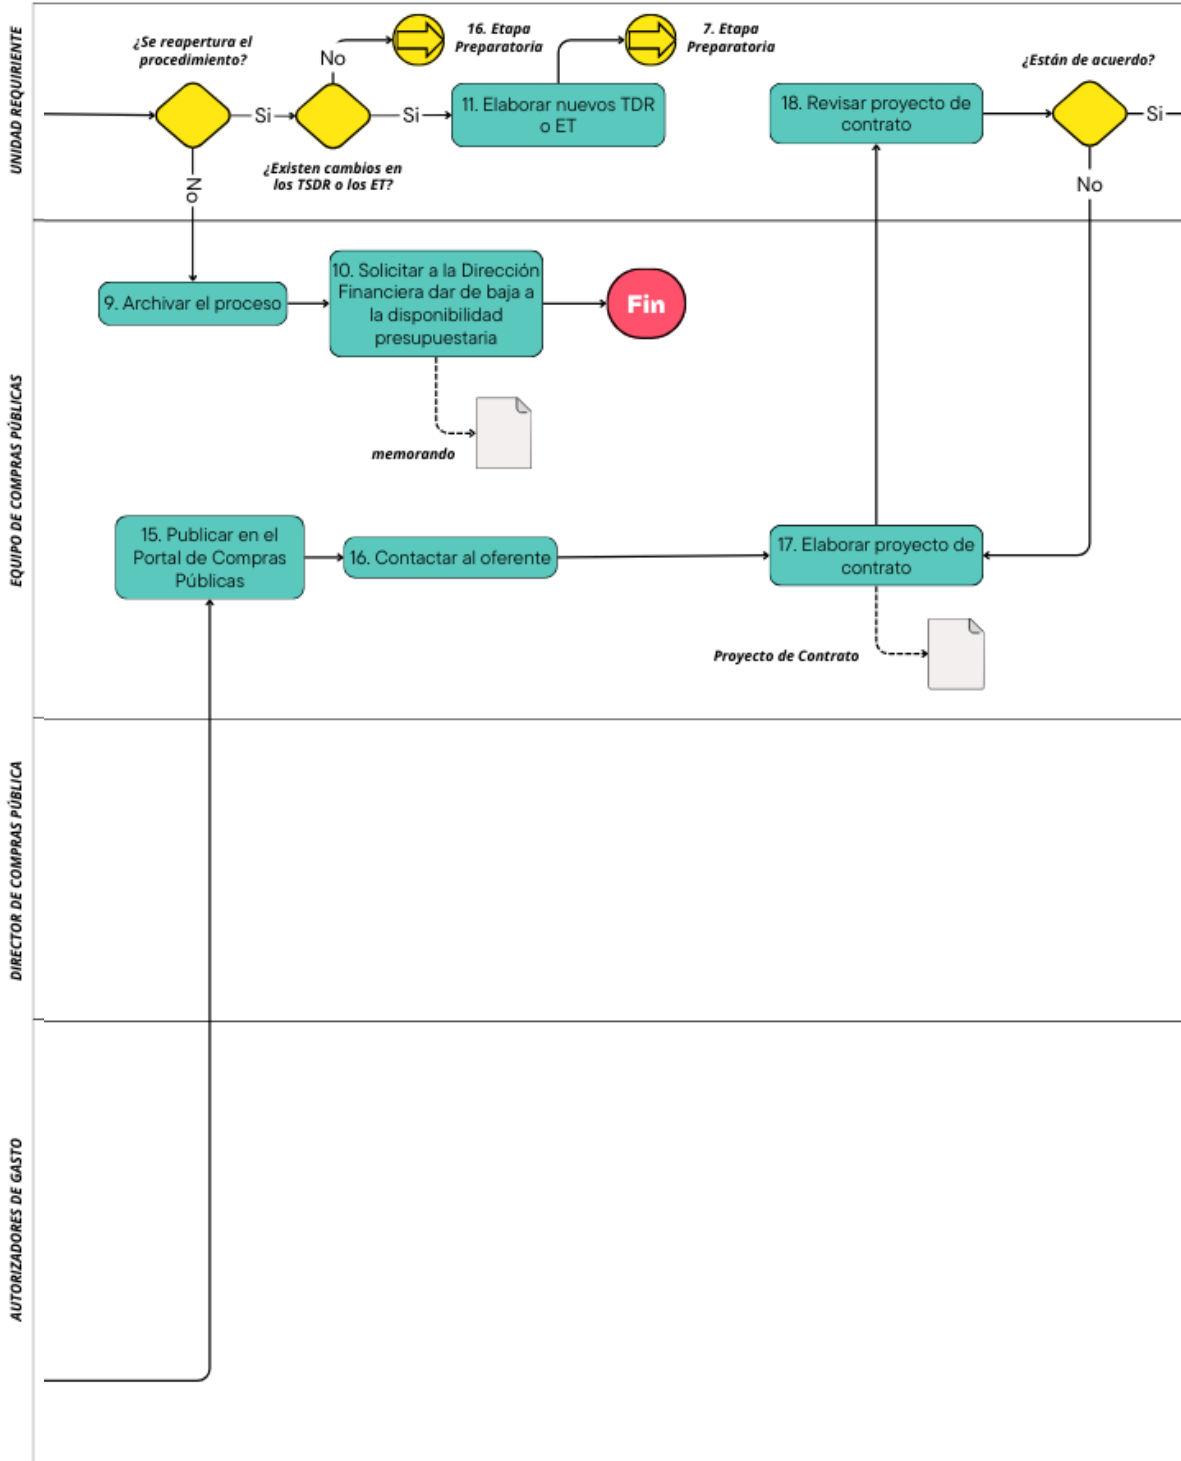 UNIDAD REQUIRIENTE
¿Se reapertura el
procedimiento?
No
16. Etapa
Preparatoria
7. Etapa
Preparatoria
¿Están de acuerdo?
Si
Si
11. Elaborar nuevos TDR
o ET
18. Revisar proyecto de
contrato
Si
¿Existen cambios en
los TSDR o los ET?
No
No
EQUIPO DE COMPRAS PÚBLICAS
9. Archivar el proceso
10. Solicitar a la Dirección
Financiera dar de baja a
la disponibilidad
presupuestaria
Fin
memorando
15. Publicar en el
Portal de Compras
Públicas
16. Contactar al oferente
17. Elaborar proyecto de
contrato
Proyecto de Contrato
DIRECTOR DE COMPRAS PÚBLICA
AUTORIZADORES DE GASTO